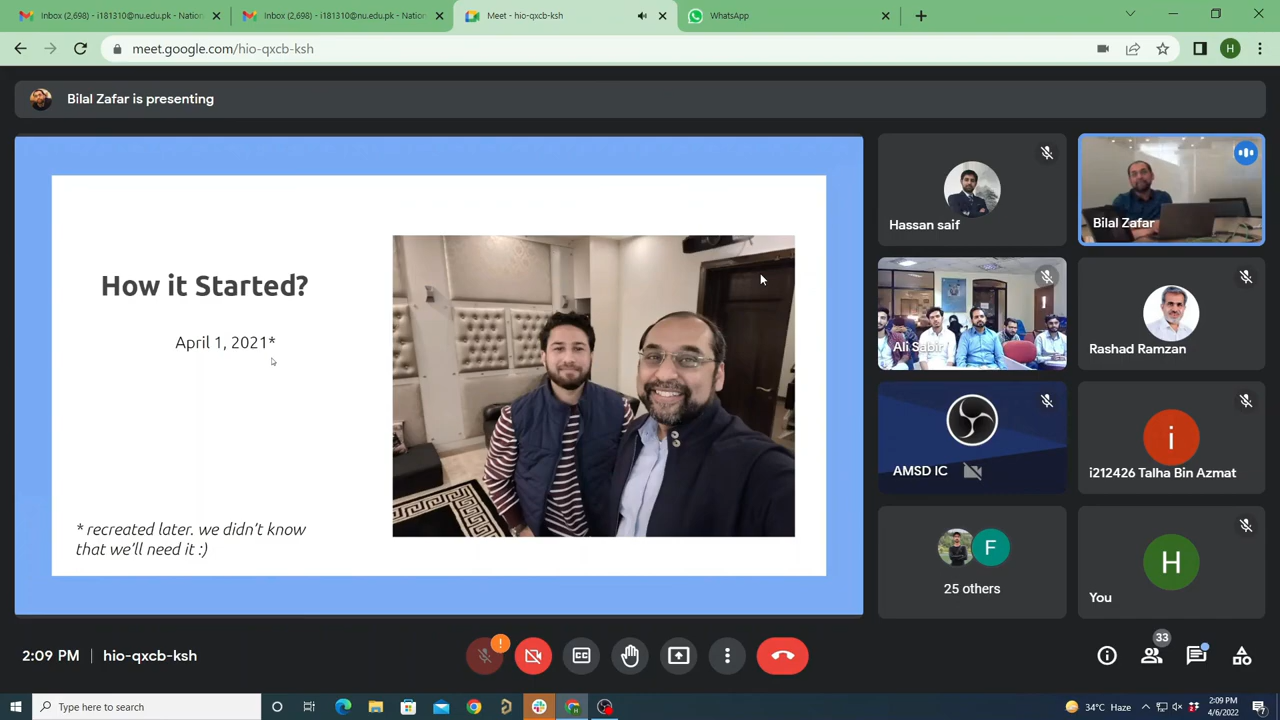 Inbox (2,698) - i181310@nu.edu.pk - Nation
Inbox (2,698) - i181310@nu.edu.pk - Nation
Meet - hio-qxcb-ksh
WhatsApp
meet.google.com/hio-qxcb-ksh
H
Bilal Zafar is presenting
How it Started?
April 1, 2021*
* recreated later. we didn't know
that we'll need it :)
Hassan saif
Bilal Zafar
Ali Sabir
Rashad Ramzan
AMSD IC
i
i212426 Talha Bin Azmat
F
25 others
H
You
2:09 PM
hio-qxcb-ksh
!
CC
33
Type here to search
34°C Haze
2:09 PM
4/6/2022
7